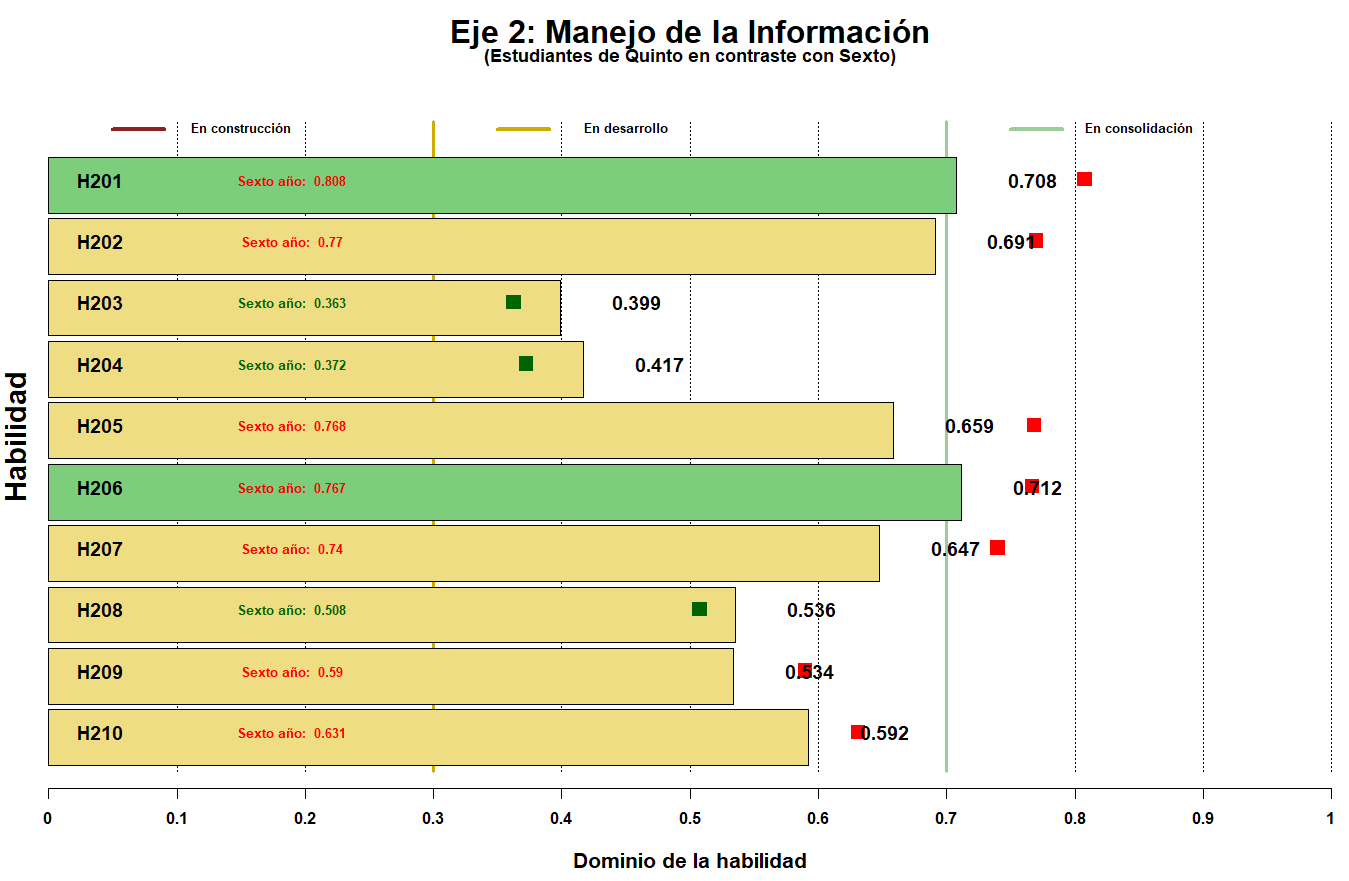 Eje 2: Manejo de la Información
(Estudiantes de Quinto en contraste con Sexto)
En construcción En desarrollo En consolidación
H201 Sexto año: 0.808 0.708
H202 Sexto año: 0.77 0.691
H203 Sexto año: 0.363 0.399
H204 Sexto año: 0.372 0.417
H205 Sexto año: 0.768 0.659
H206 Sexto año: 0.767 0.712
H207 Sexto año: 0.74 0.647
H208 Sexto año: 0.508 0.536
H209 Sexto año: 0.59 0.534
H210 Sexto año: 0.631 0.592
Habilidad
0 0.1 0.2 0.3 0.4 0.5 0.6 0.7 0.8 0.9 1
Dominio de la habilidad